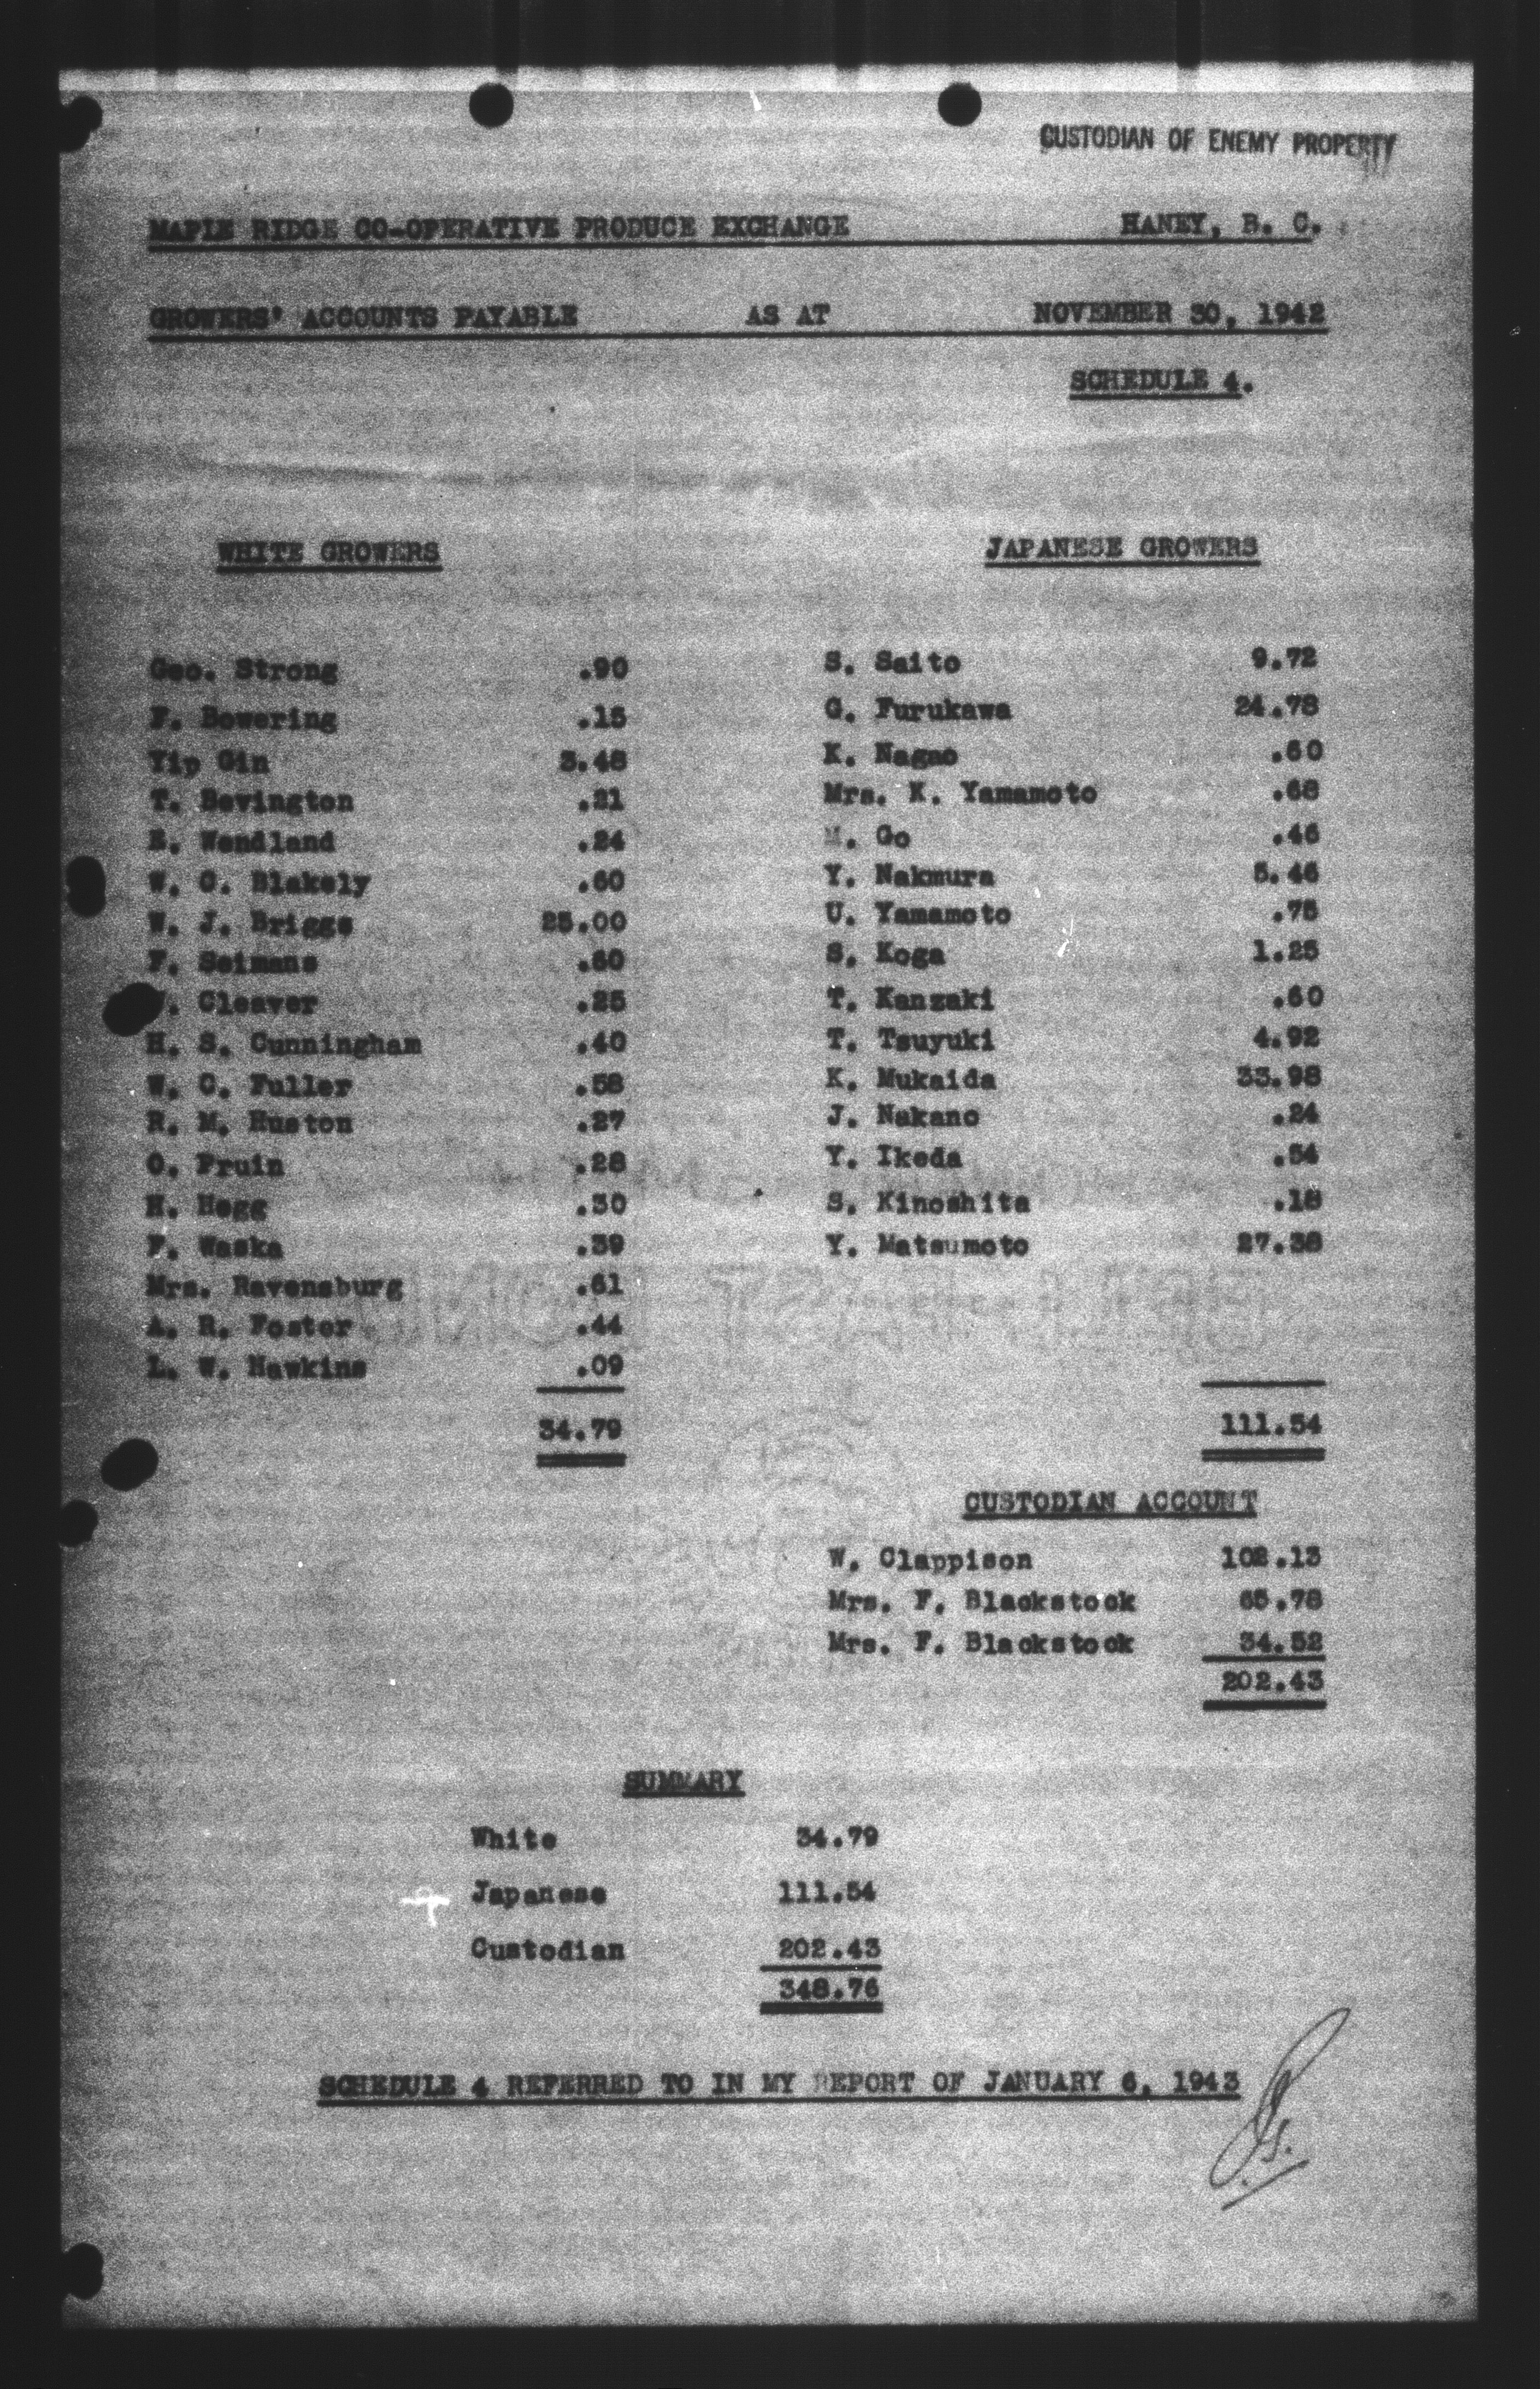 CUSTODIAN OF ENEMY PROPERTY
MAPLE RIDGE CO-OPERATIVE PRODUCE EXCHANGE HANEY, B. C.
GROWERS' ACCOUNTS PAYABLE AS AT NOVEMBER 30, 1942
SCHEDULE 4.
WHITE GROWERS
Geo. Strong .90
F. Bowering .15
Yip Gin 3.48
T. Bevington .21
E. Wendland .24
W. C. Blakely .60
W. J. Briggs 25.00
F. Seimans .60
Cleaver .25
H. S. Cunningham .40
W. C. Fuller .58
R. M. Huston .27
O. Pruin .28
H. Hegg .30
F. Waska .39
Mrs. Ravensburg .61
A. R. Foster .44
L. W. Hawkins .09
34.79
JAPANESE GROWERS
S. Saito 9.72
G. Furukawa 24.78
K. Nagao .60
Mrs. K. Yamamoto .68
M. Go .46
Y. Nakmura 5.46
U. Yamamoto .75
S. Koga 1.25
T. Kanzaki .60
T. Tsuyuki 4.92
K. Mukaida 33.98
J. Nakano .24
Y. Ikeda .54
S. Kinoshita .18
Y. Matsumoto 27.38
111.54
CUSTODIAN ACCOUNT
W. Clappison 102.13
Mrs. F. Blackstock 65.78
Mrs. F. Blackstock 34.52
202.43
SUMMARY
White 34.79
Japanese 111.54
Custodian 202.43
348.76
SCHEDULE 4 REFERRED TO IN MY REPORT OF JANUARY 6, 1943